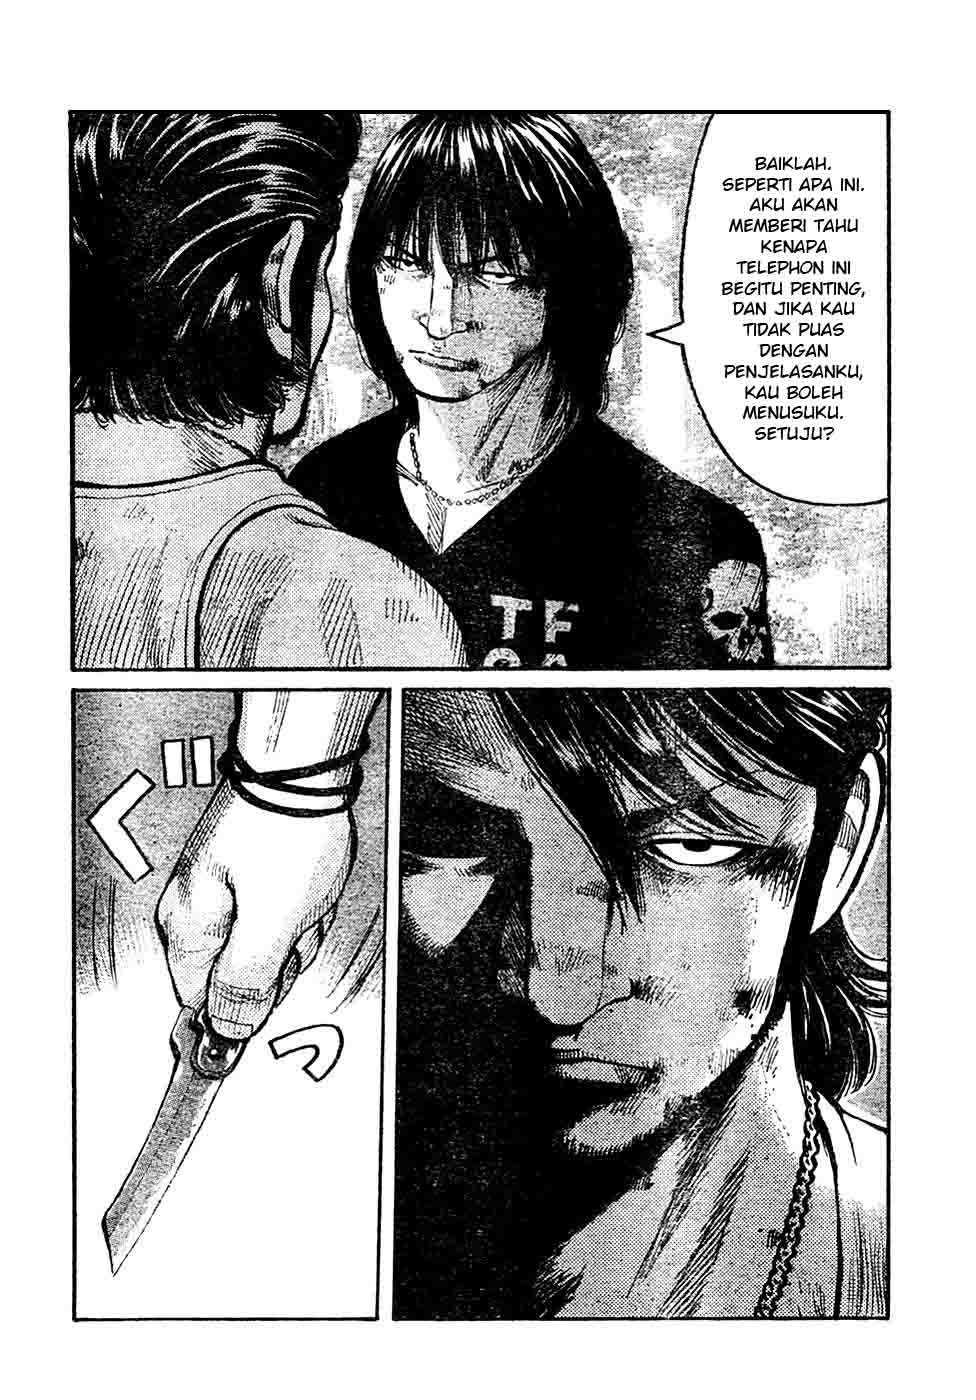 BAIKLAH.
SEPERTI APA INI.
AKU AKAN
MEMBERI TAHU
KENAPA
TELEPHON INI
BEGITU PENTING,
DAN JIKA KAU
TIDAK PUAS
DENGAN
PENJELASANKU,
KAU BOLEH
MENUSUKU.
SETUJU?
TF
ぐっ